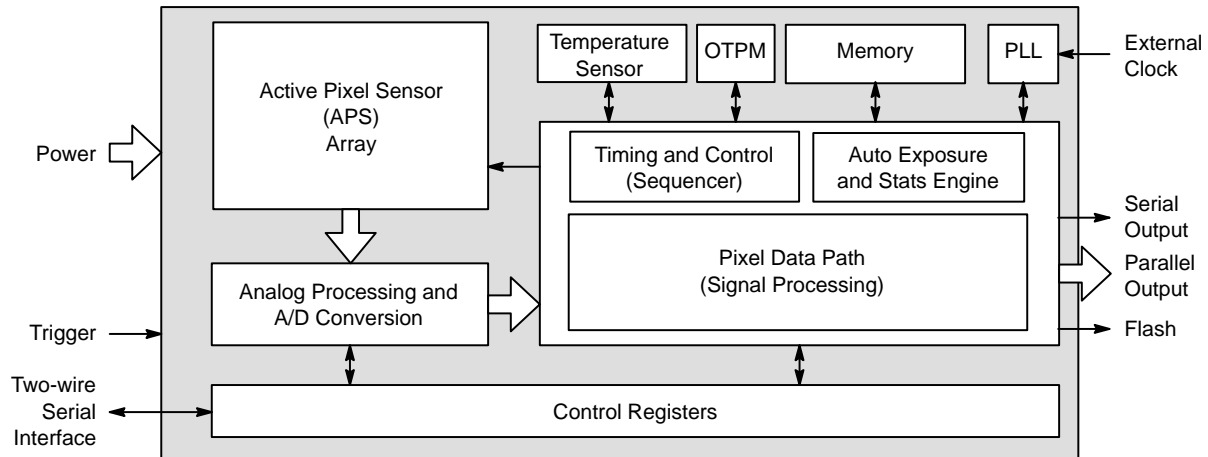 Temperature
Sensor
OTPM
Memory
PLL
External
Clock
Active Pixel Sensor
(APS)
Array
Power
Timing and Control
(Sequencer)
Auto Exposure
and Stats Engine
Serial
Output
Pixel Data Path
(Signal Processing)
Parallel
Output
Analog Processing and
A/D Conversion
Trigger
Flash
Two-wire
Serial
Interface
Control Registers